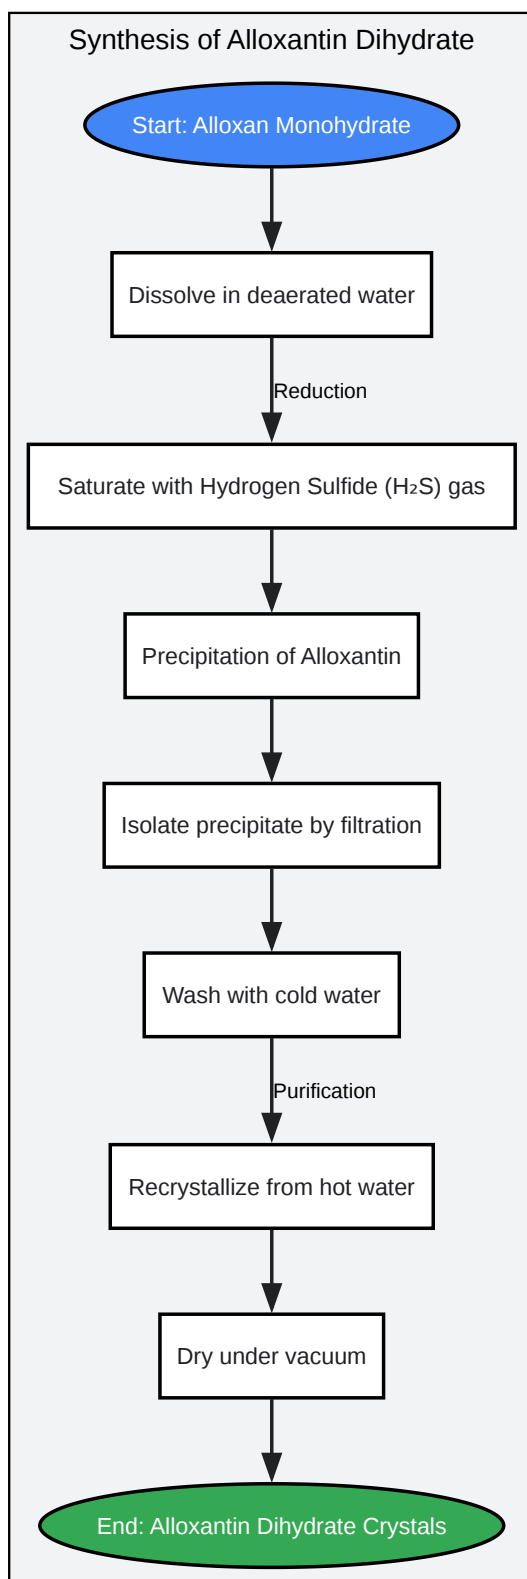 Synthesis of Alloxantin Dihydrate
Start: Alloxan Monohydrate
Dissolve in deaerated water
Reduction
Saturate with Hydrogen Sulfide (H₂S) gas
Precipitation of Alloxantin
Isolate precipitate by filtration
Wash with cold water
Purification
Recrystallize from hot water
Dry under vacuum
End: Alloxantin Dihydrate Crystals